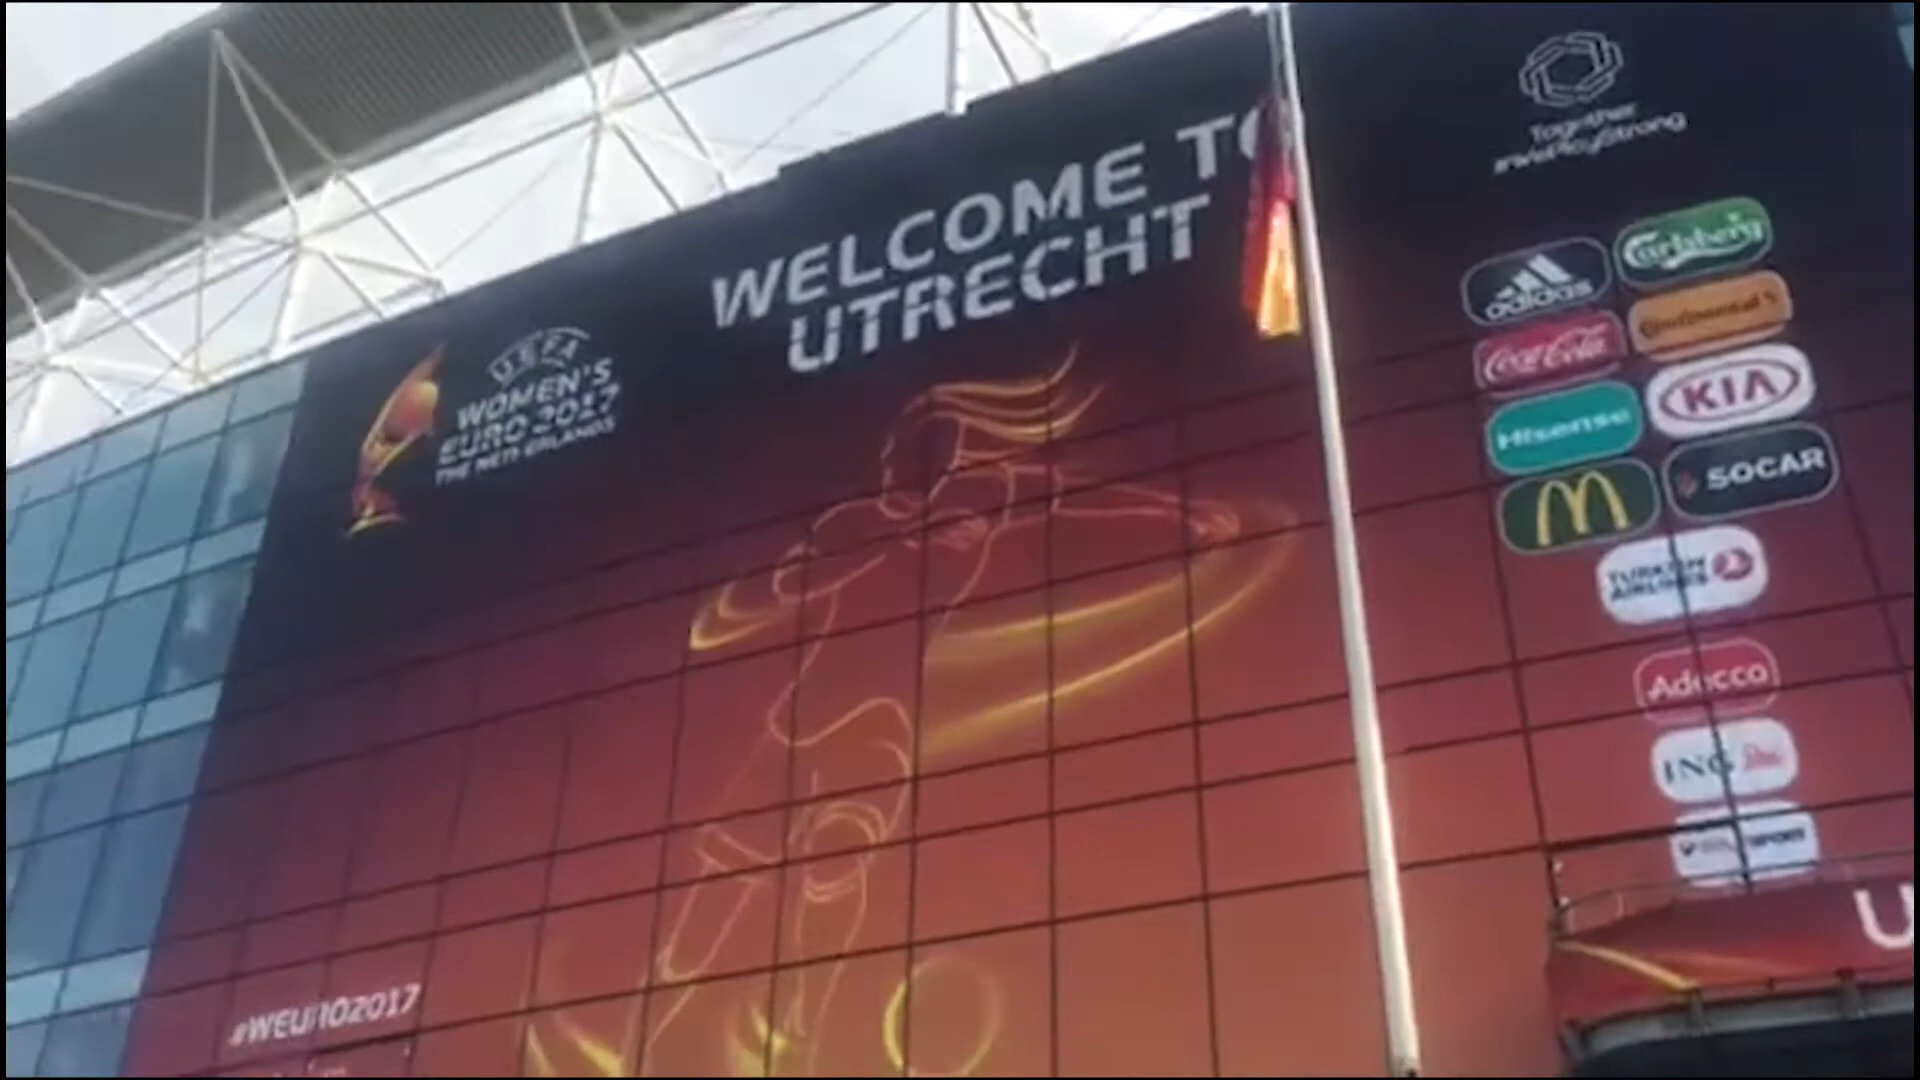 WELCOME TO
UTRECHT
UEFA
WOMEN'S
EURO 2017
THE NETHERLANDS
Together
#WePlayStrong
adidas
Carlsberg
Coca-Cola
Continental
Hisense
KIA
M
SOCAR
TURKISH
AIRLINES
Adecco
ING
SPORT
U
#WEURO2017